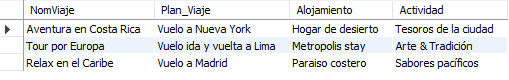 NomViaje Plan_Viaje Alojamiento Actividad
Aventura en Costa Rica Vuelo a Nueva York Hogar de desierto Tesoros de la ciudad
Tour por Europa Vuelo ida y vuelta a Lima Metropolis stay Arte & Tradición
Relax en el Caribe Vuelo a Madrid Paraiso costero Sabores pacíficos